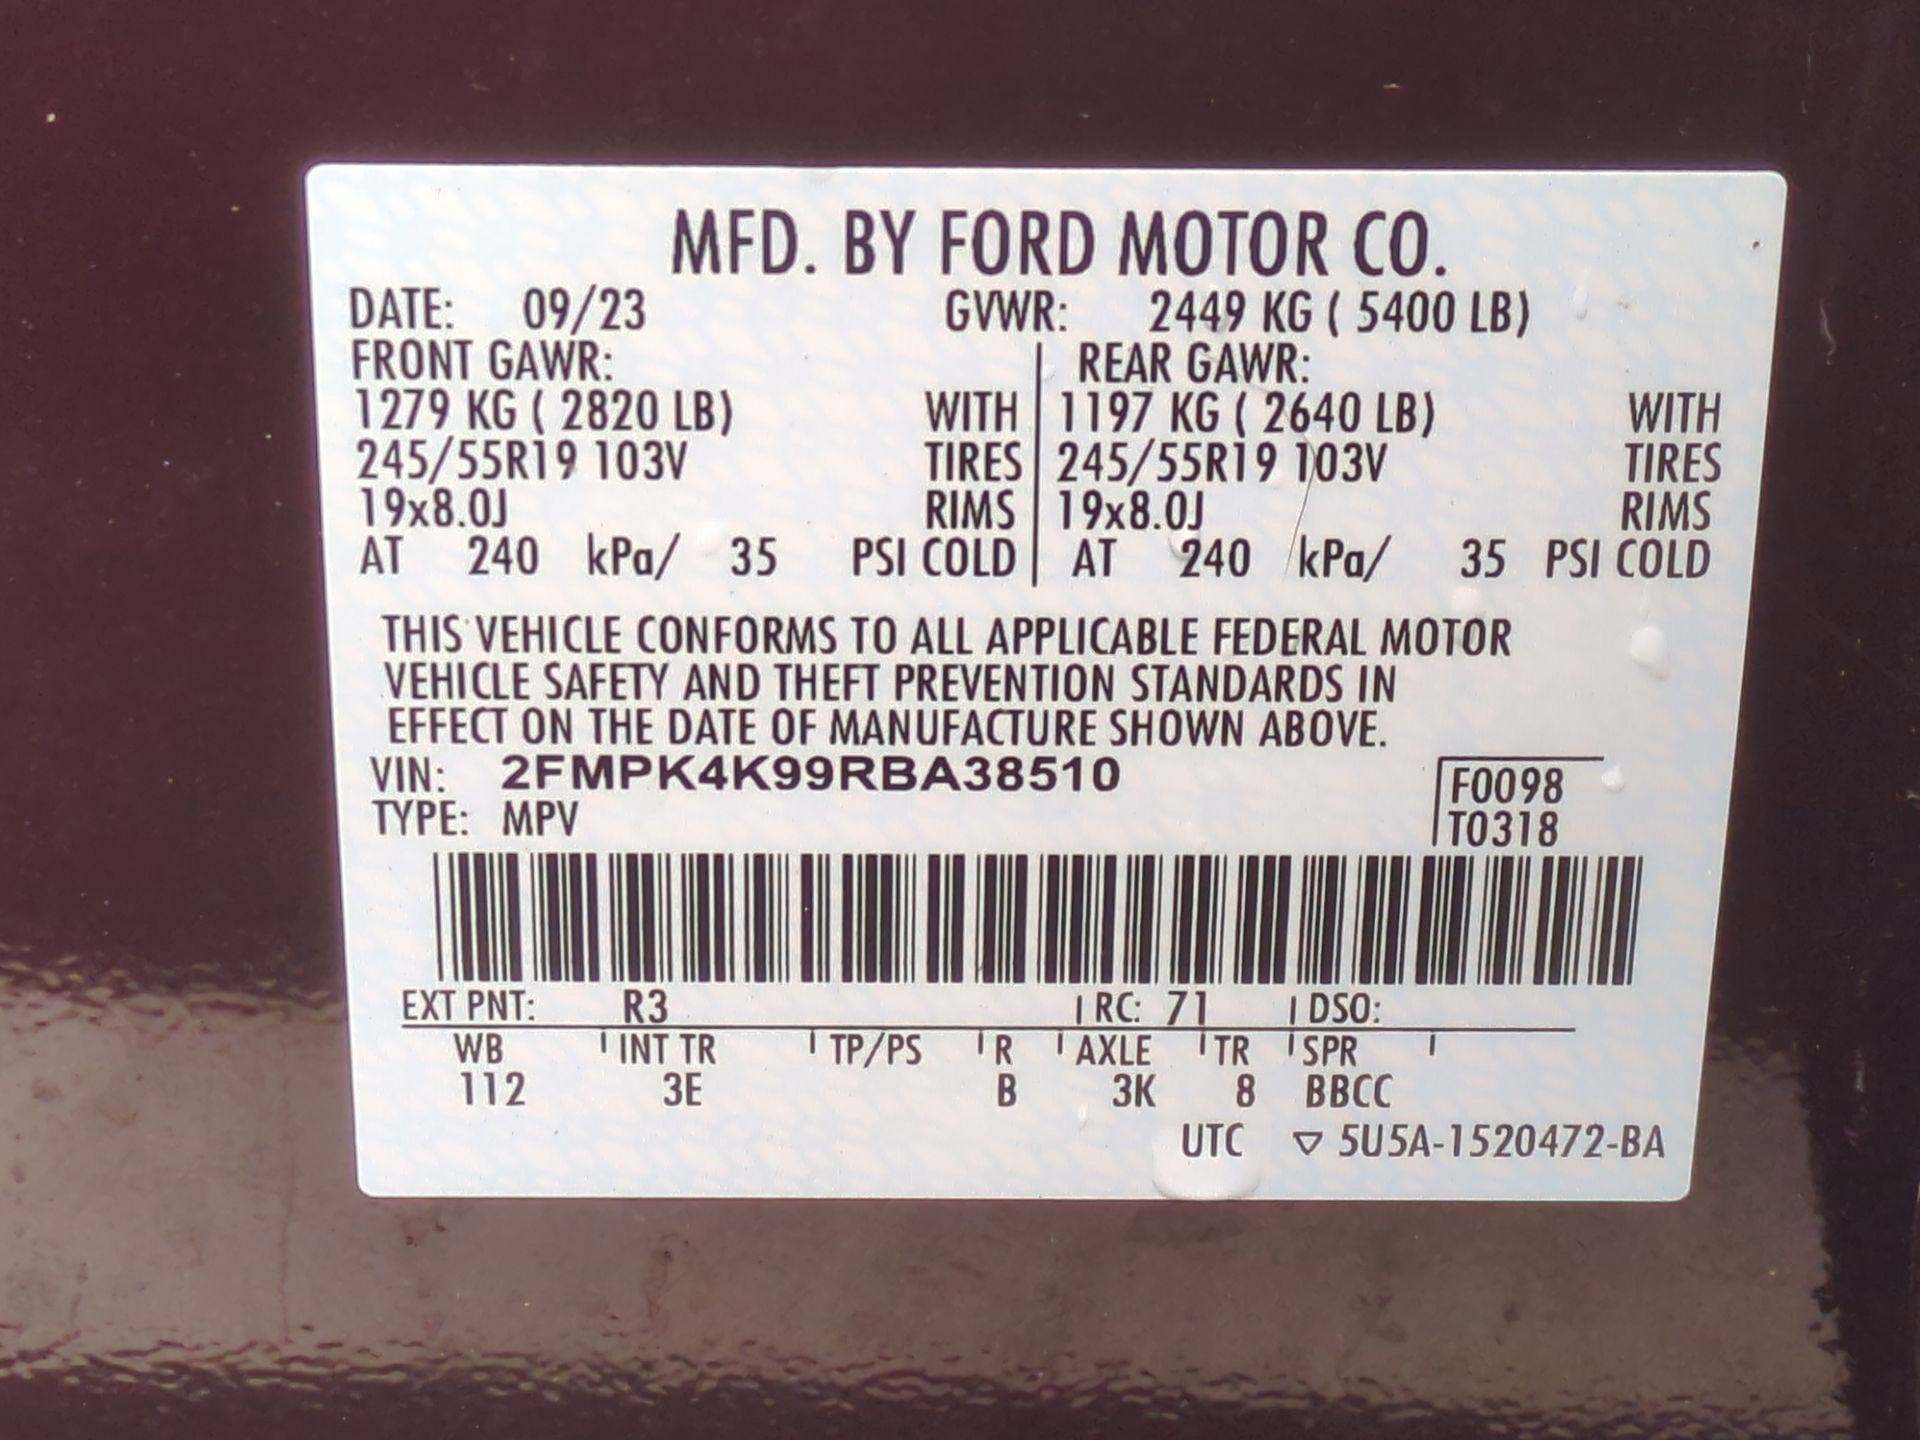 MFD. BY FORD MOTOR CO.
DATE: 09/23 GVWR: 2449 KG ( 5400 LB)
FRONT GAWR: REAR GAWR:
1279 KG ( 2820 LB) WITH 1197 KG ( 2640 LB) WITH
245/55R19 103V TIRES 245/55R19 103V TIRES
19x8.0J RIMS 19x8.0J RIMS
AT 240 kPa/ 35 PSI COLD AT 240 kPa/ 35 PSI COLD
THIS VEHICLE CONFORMS TO ALL APPLICABLE FEDERAL MOTOR
VEHICLE SAFETY AND THEFT PREVENTION STANDARDS IN
EFFECT ON THE DATE OF MANUFACTURE SHOWN ABOVE.
VIN: 2FMPK4K99RBA38510 F0098
TYPE: MPV T0318
EXT PNT: R3 RC: 71 DSO:
WB INT TR TP/PS R AXLE TR SPR
112 3E B 3K 8 BBCC
UTC ▽ 5U5A-1520472-BA